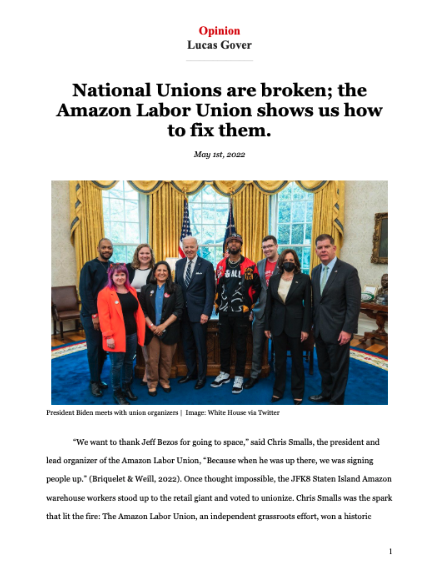 Opinion
Lucas Gover
National Unions are broken; the
Amazon Labor Union shows us how
to fix them.
May 1st, 2022
President Biden meets with union organizers | Image: White House via Twitter
“We want to thank Jeff Bezos for going to space,” said Chris Smalls, the president and
lead organizer of the Amazon Labor Union, “Because when he was up there, we was signing
people up.” (Briquelet & Weill, 2022). Once thought impossible, the JFK8 Staten Island Amazon
warehouse workers stood up to the retail giant and voted to unionize. Chris Smalls was the spark
that lit the fire: The Amazon Labor Union, an independent grassroots effort, won a historic
1